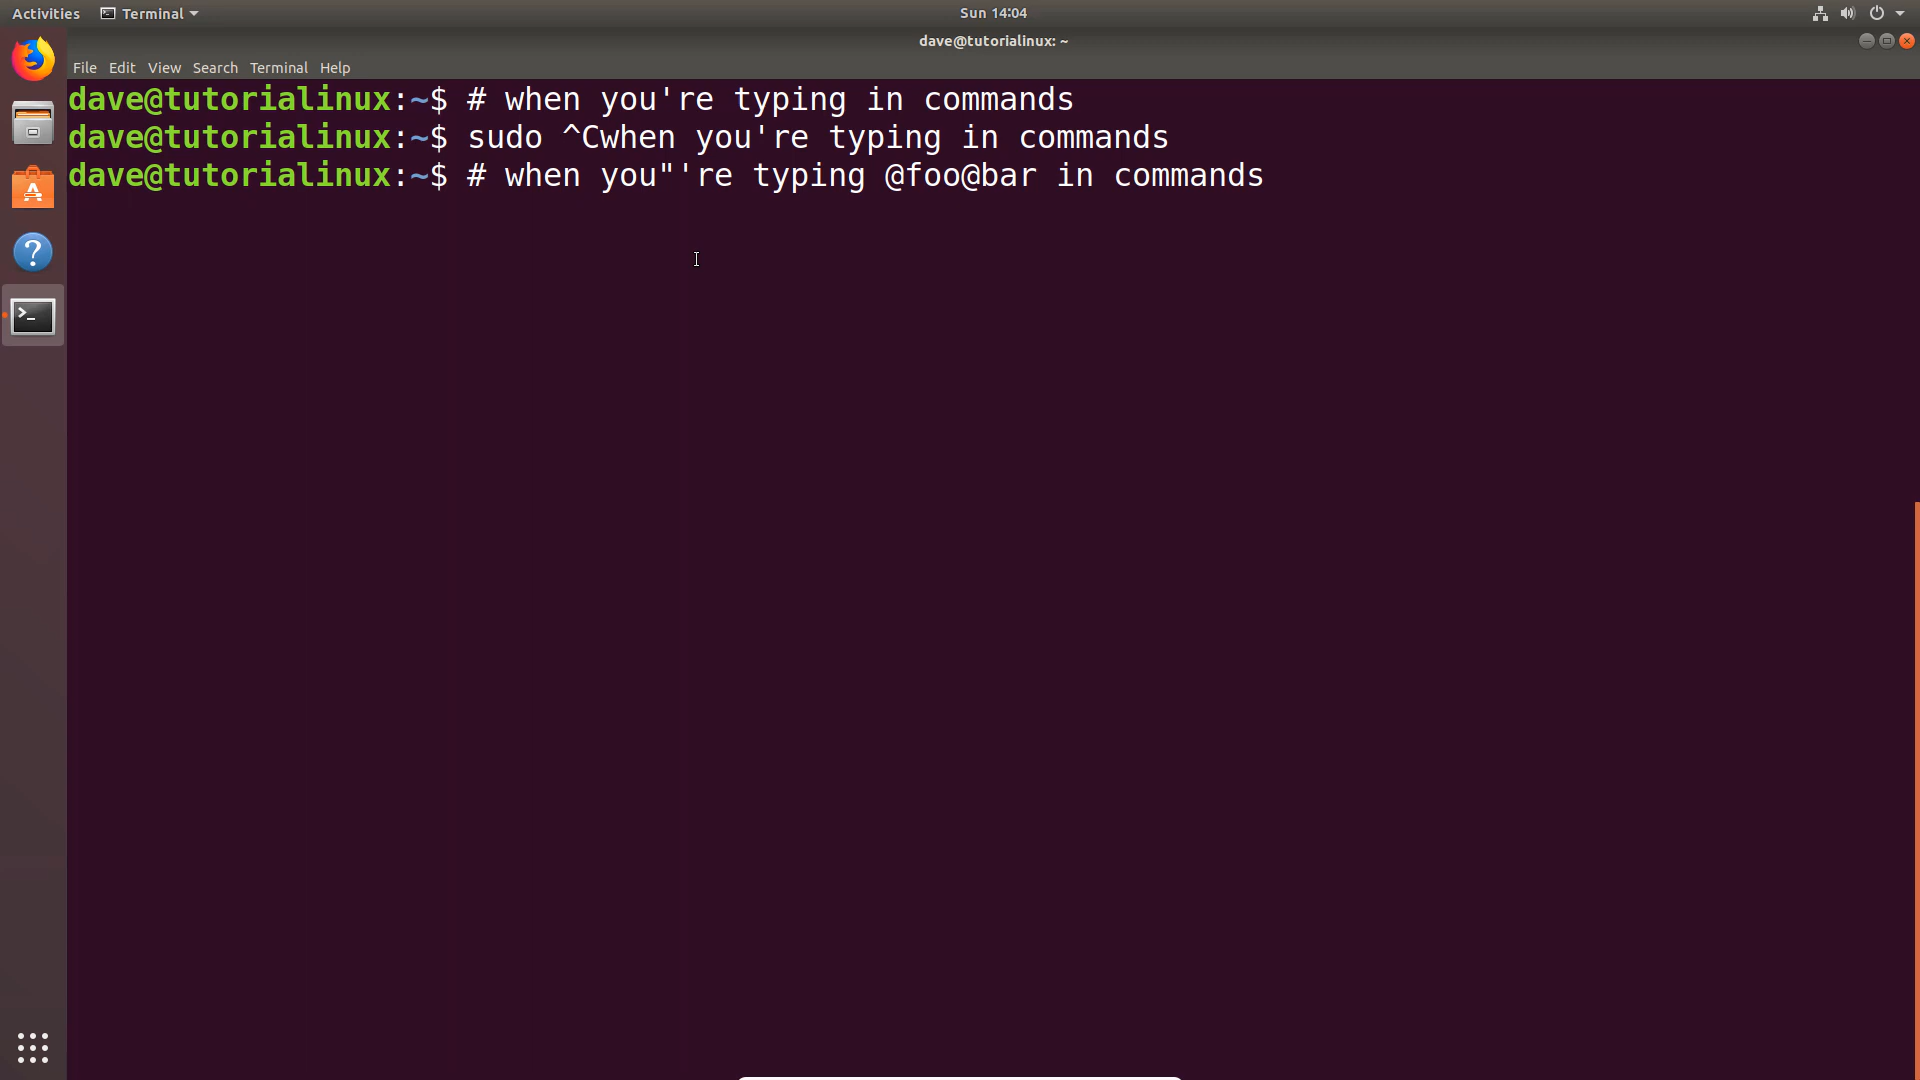 Activities Terminal Sun 14:04
dave@tutorialinux: ~
File Edit View Search Terminal Help
dave@tutorialinux:~$ # when you're typing in commands
dave@tutorialinux:~$ sudo ^Cwhen you're typing in commands
dave@tutorialinux:~$ # when you"'re typing @foo@bar in commands